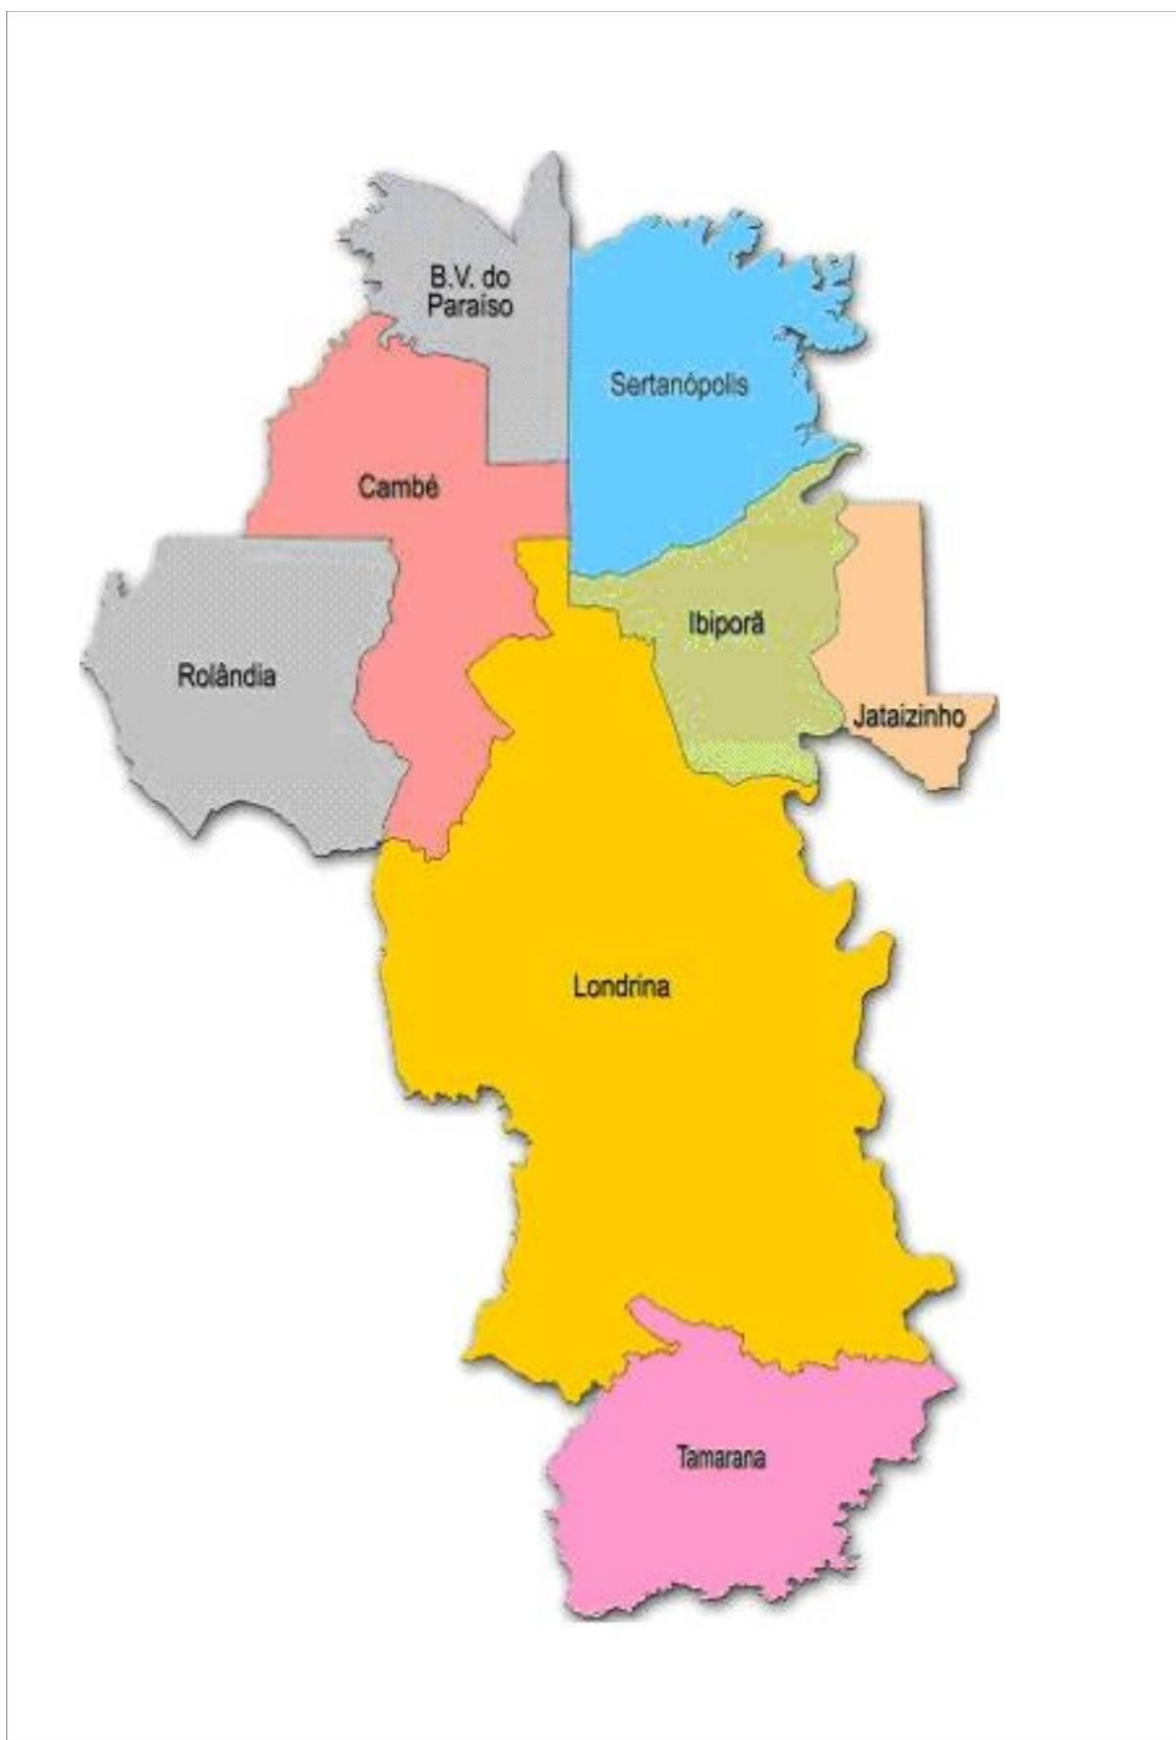 B.V. do
Paraíso
Sertanópolis
Cambé
Ibiporã
Rolândia
Jataizinho
Londrina
Tamarana